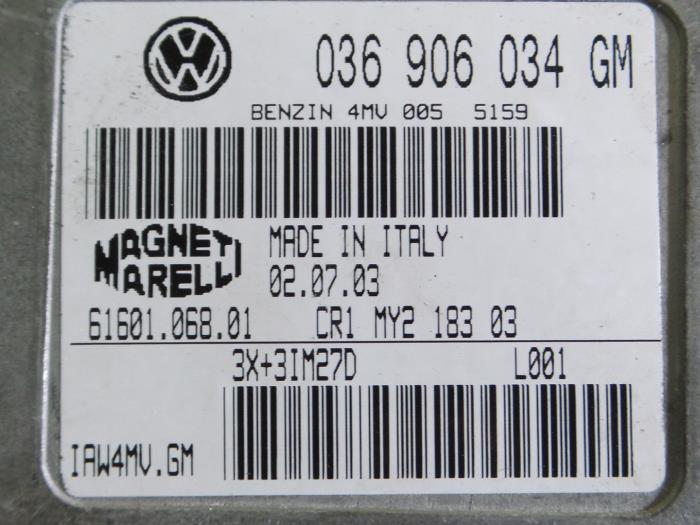 036 906 034 GM
BENZIN 4MV 005 5159
MAGNETI
MARELLI
MADE IN ITALY
02.07.03
61601.068.01 CR1 MY2 183 03
3X+3IM27D L001
IAW4MV.GM